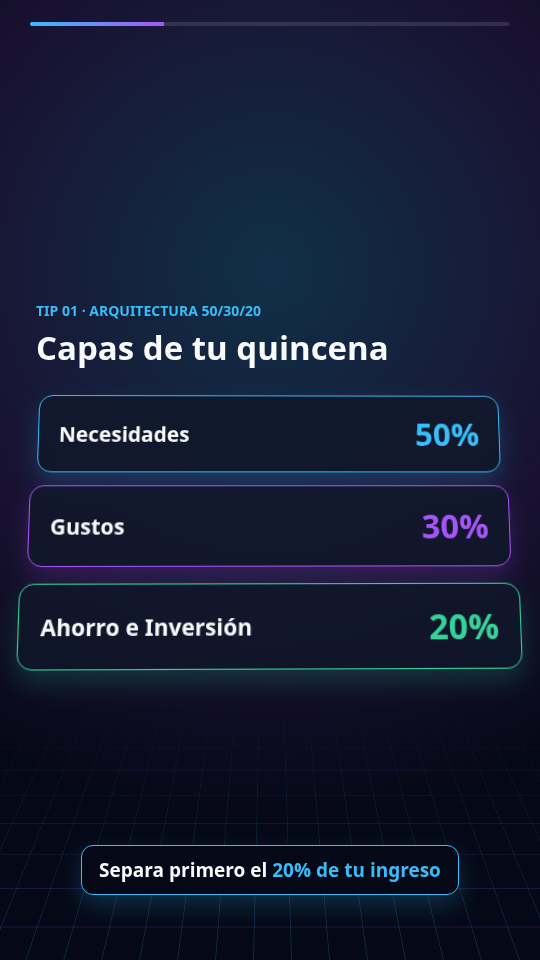 TIP 01 · ARQUITECTURA 50/30/20
Capas de tu quincena
Necesidades 50%
Gustos 30%
Ahorro e Inversión 20%
Separa primero el 20% de tu ingreso